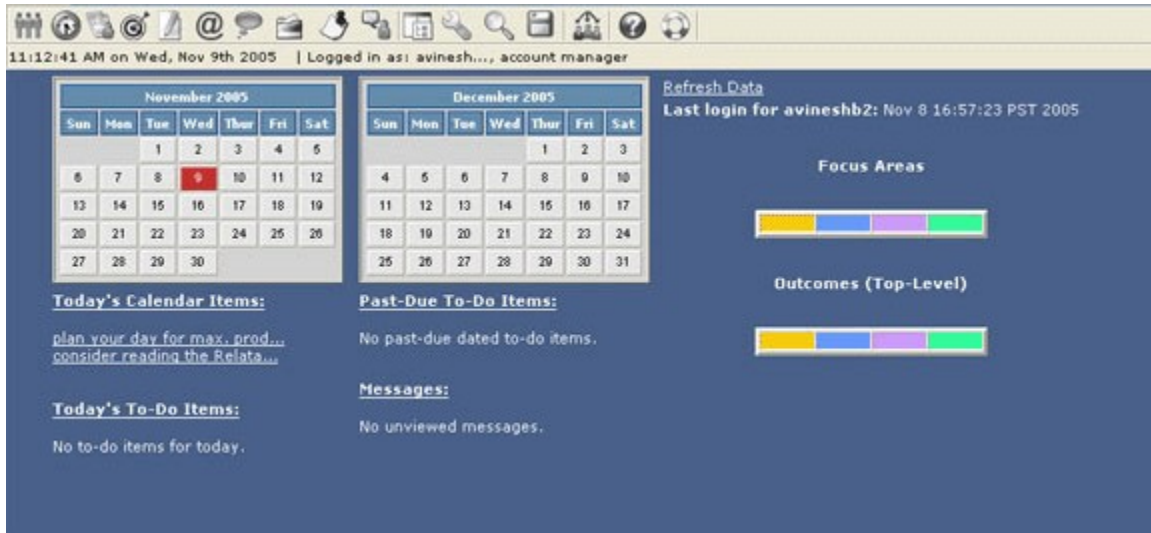 11:12:41 AM on Wed, Nov 9th 2005 | Logged in as: avinesh..., account manager
November 2005
Sun Mon Tue Wed Thur Fri Sat
1 2 3 4 5
6 7 8 9 10 11 12
13 14 15 16 17 18 19
20 21 22 23 24 25 26
27 28 29 30
December 2005
Sun Mon Tue Wed Thur Fri Sat
1 2 3
4 5 6 7 8 9 10
11 12 13 14 15 16 17
18 19 20 21 22 23 24
25 26 27 28 29 30 31
Refresh Data
Last login for avineshb2: Nov 8 16:57:23 PST 2005
Focus Areas
Outcomes (Top-Level)
Today's Calendar Items:
plan your day for max. prod...
consider reading the Relata...
Today's To-Do Items:
No to-do items for today.
Past-Due To-Do Items:
No past-due dated to-do items.
Messages:
No unviewed messages.